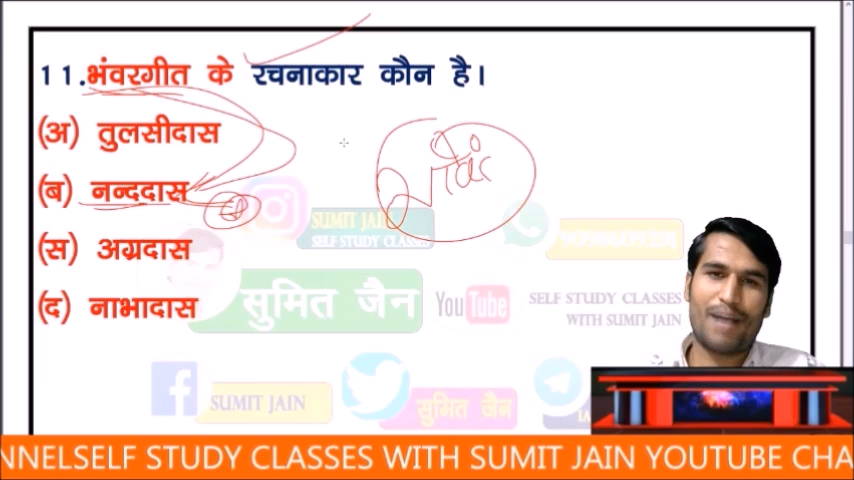 11.भंवरगीत के रचनाकार कौन है।
(अ) तुलसीदास
(ब) नन्ददास
(स) अग्रदास
(द) नाभादास
SUMIT JAIN
SELF STUDY CLASSES
सुमित जैन
YouTube
SELF STUDY CLASSES
WITH SUMIT JAIN
SUMIT JAIN
सुमित जैन
NNELSELF STUDY CLASSES WITH SUMIT JAIN YOUTUBE CHA